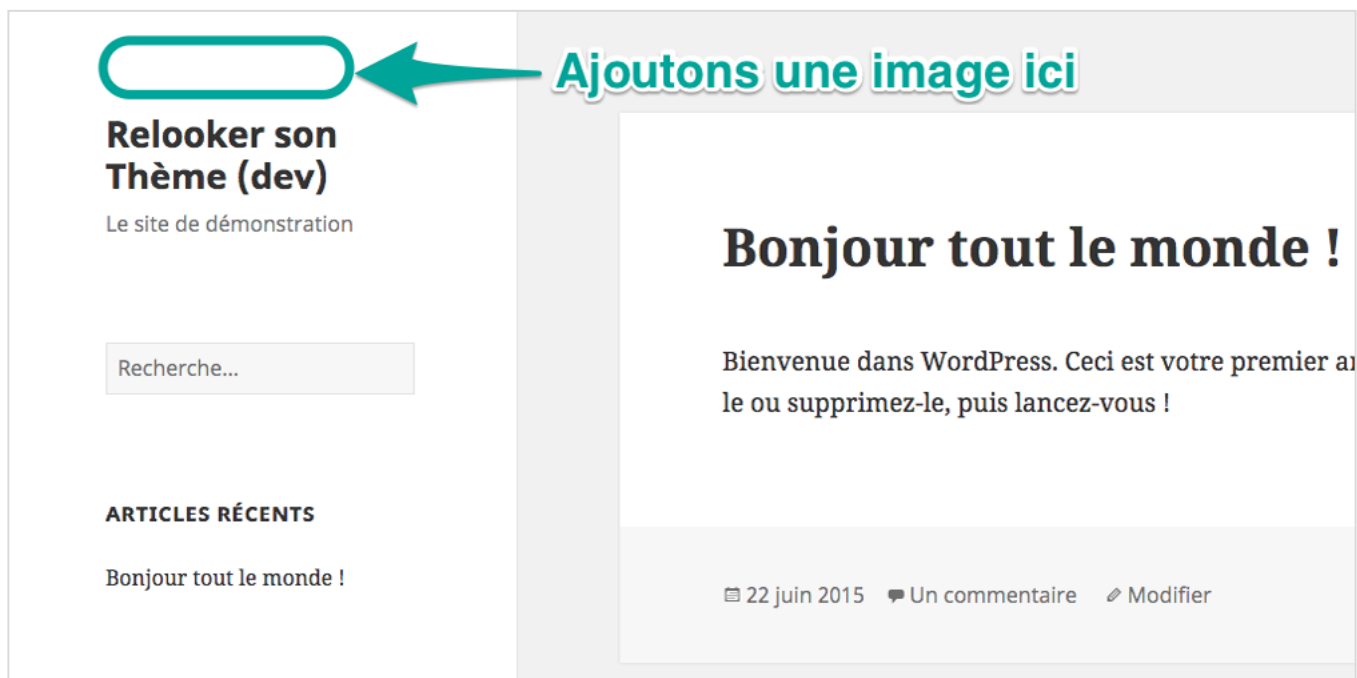 Ajoutons une image ici
Relooker son
Thème (dev)
Le site de démonstration
Recherche...
ARTICLES RÉCENTS
Bonjour tout le monde !
Bonjour tout le monde !
Bienvenue dans WordPress. Ceci est votre premier
le ou supprimez-le, puis lancez-vous !
22 juin 2015 Un commentaire Modifier